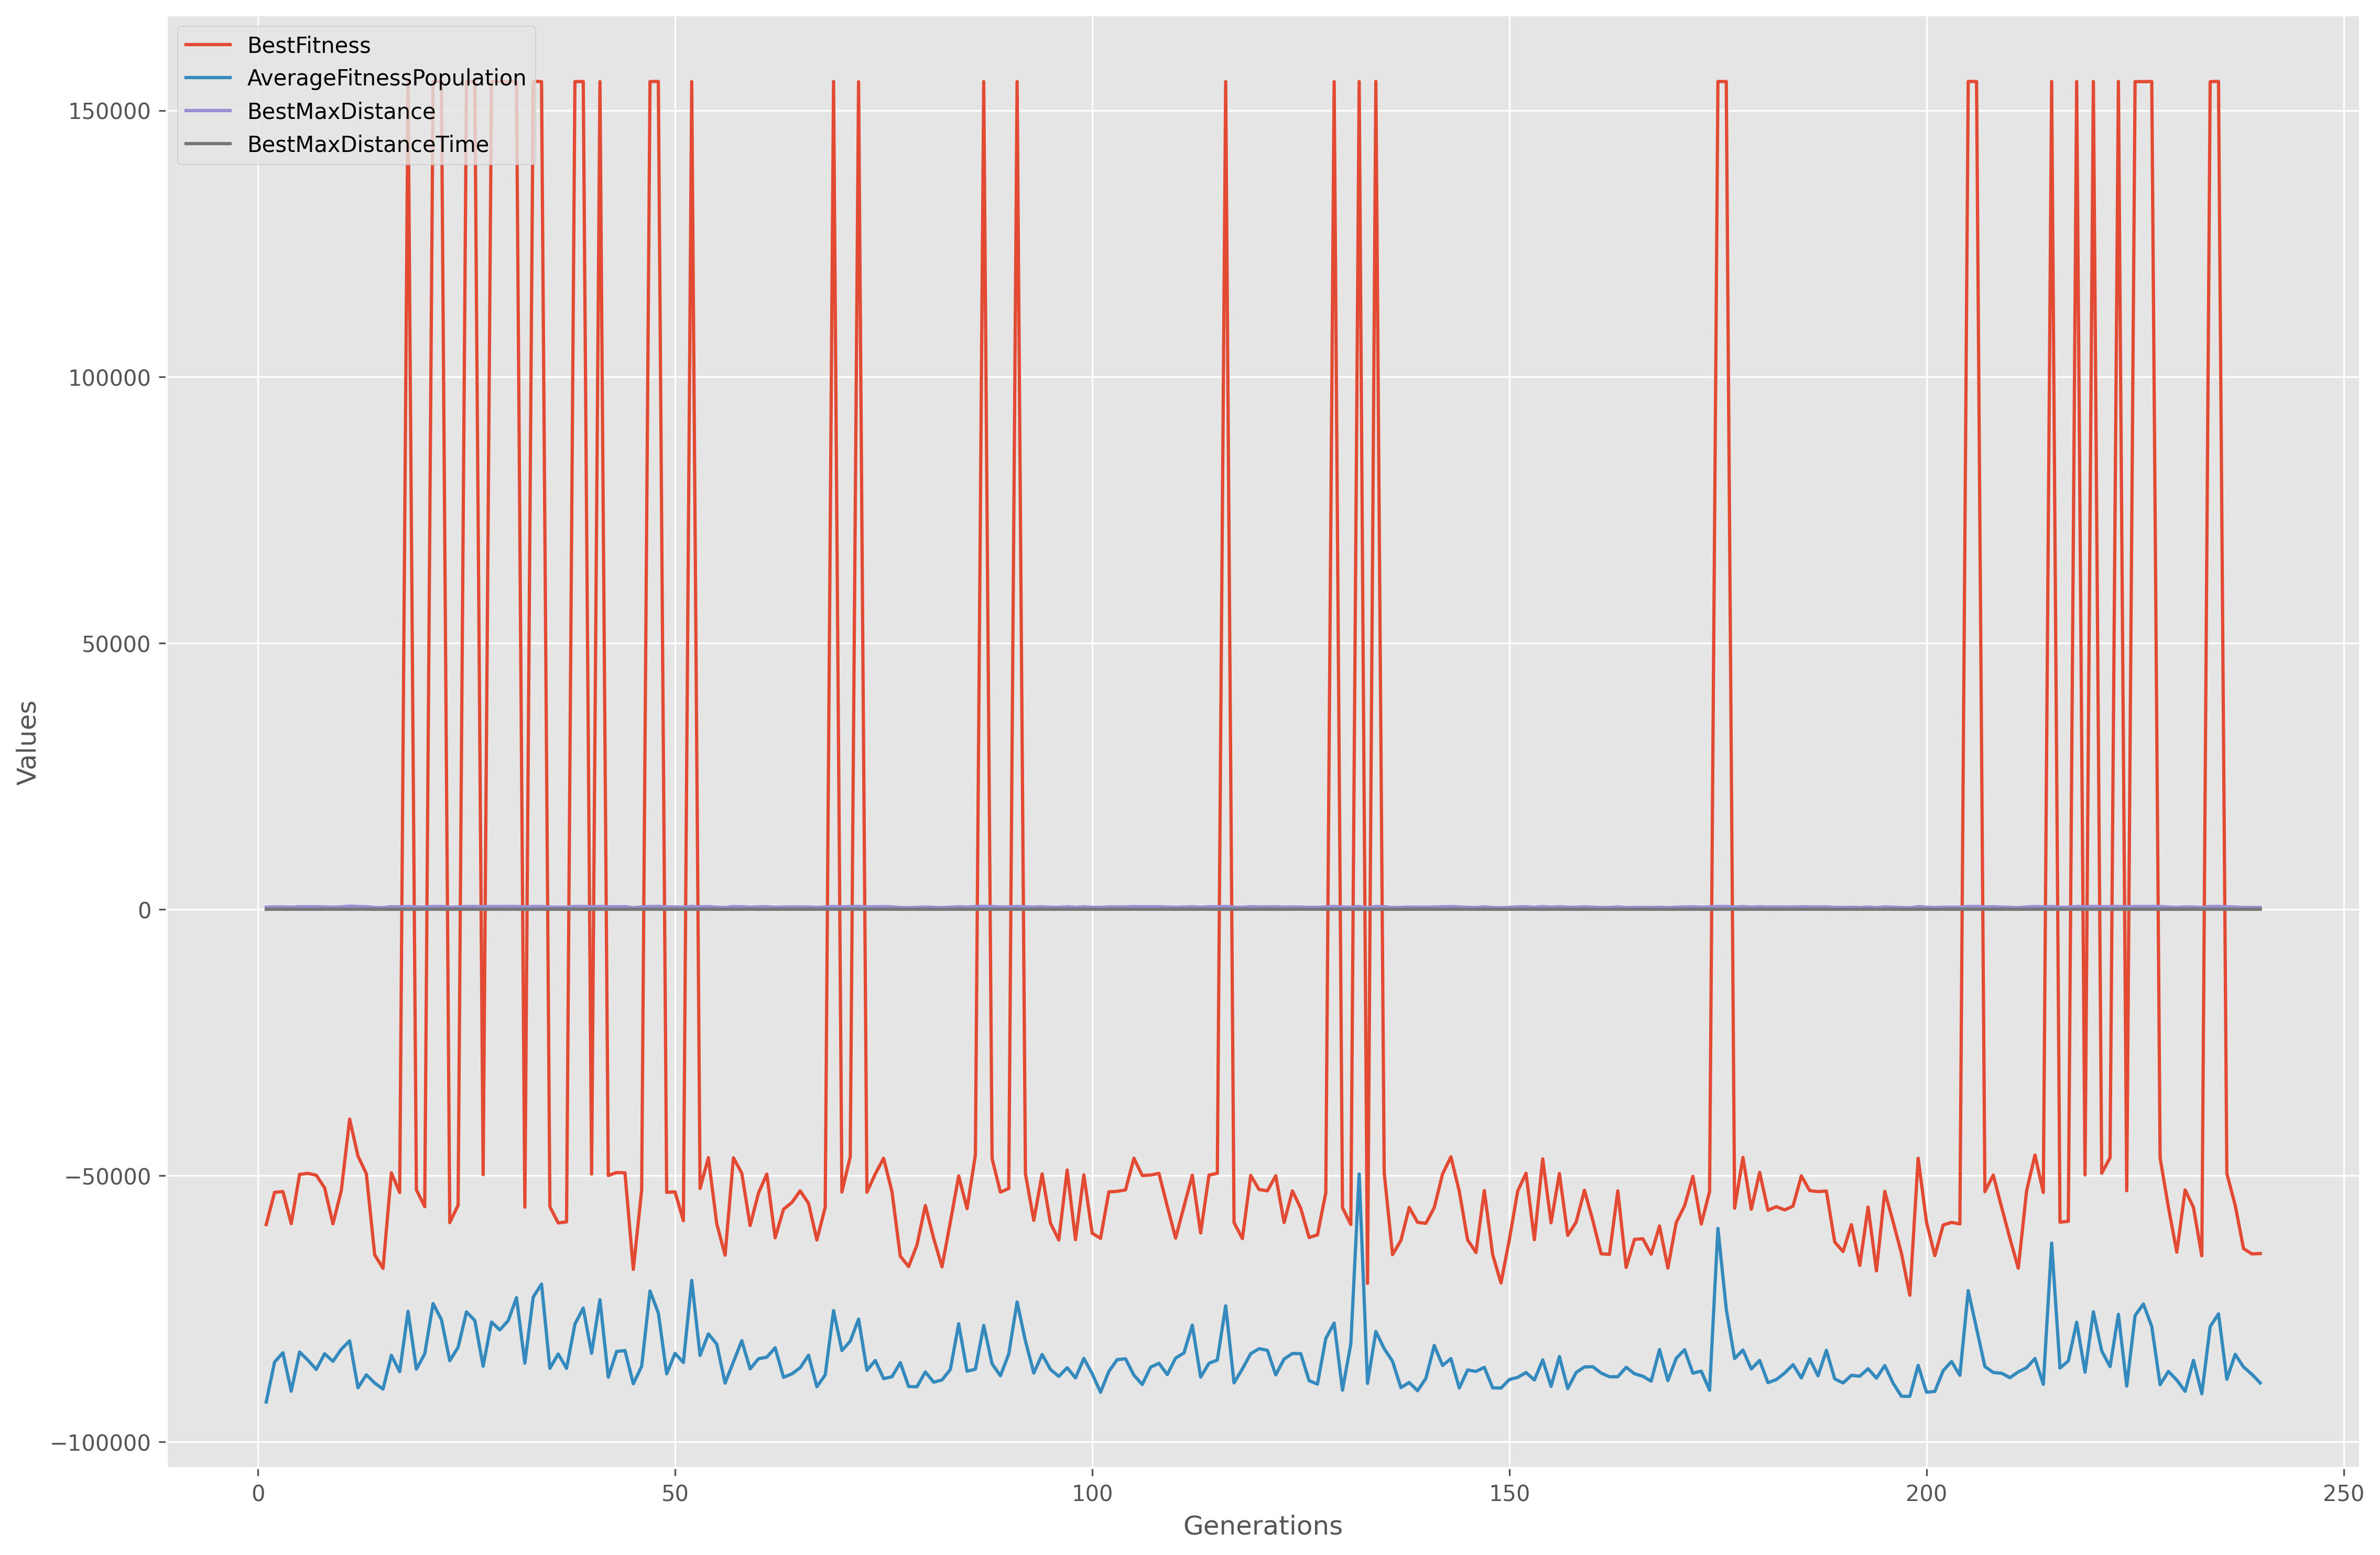 BestFitness
AverageFitnessPopulation
BestMaxDistance
BestMaxDistanceTime
150000
100000
50000
0
−50000
−100000
Values
0
50
100
150
200
250
Generations